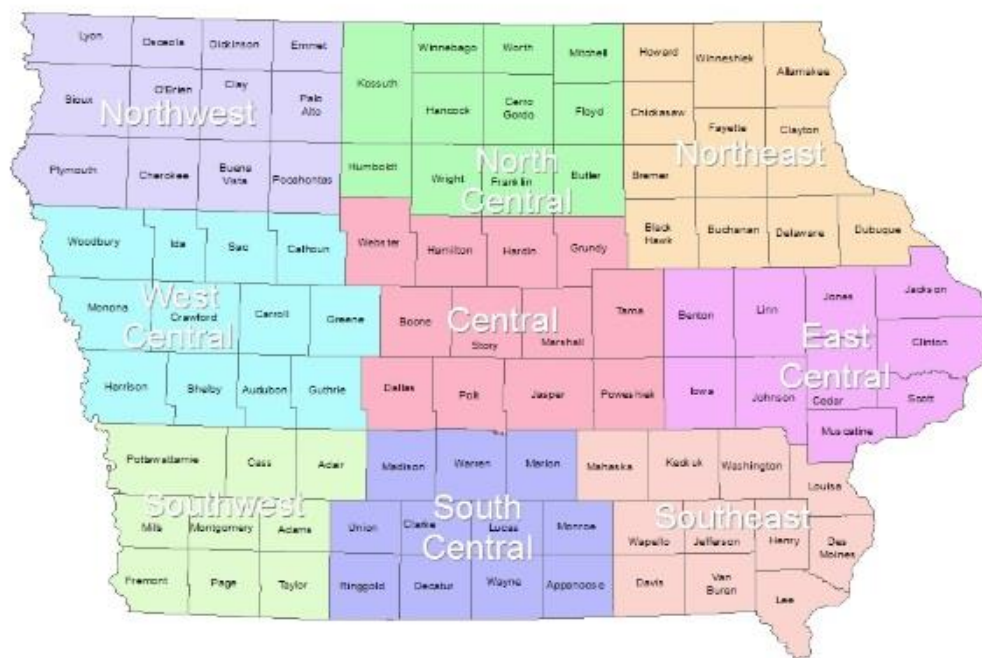 Lyon
Osceola
Dickinson
Emmet
Winnebago
Worth
Mitchell
Howard
Winneshiek
Allamakee
Kossuth
Sioux
O'Brien
Clay
Palo
Alto
Northwest
Hancock
Cerro
Gordo
Floyd
Chickasaw
Fayette
Clayton
Northeast
Plymouth
Cherokee
Buena
Vista
Pocahontas
Humboldt
Wright
Franklin
Butler
North
Central
Bremer
Woodbury
Ida
Sac
Calhoun
Webster
Hamilton
Hardin
Grundy
Black
Hawk
Buchanan
Delaware
Dubuque
Monona
Crawford
Carroll
Greene
West
Central
Boone
Story
Marshall
Tama
Central
Benton
Linn
Jones
Jackson
Clinton
East
Central
Harrison
Shelby
Audubon
Guthrie
Dallas
Polk
Jasper
Poweshiek
Iowa
Johnson
Cedar
Scott
Muscatine
Pottawattamie
Cass
Adair
Madison
Warren
Marion
Mahaska
Keokuk
Washington
Louisa
Southwest
Mills
Montgomery
Adams
Union
Clarke
Lucas
Monroe
South
Central
Southeast
Wapello
Jefferson
Henry
Des
Moines
Fremont
Page
Taylor
Ringgold
Decatur
Wayne
Appanoose
Davis
Van
Buren
Lee